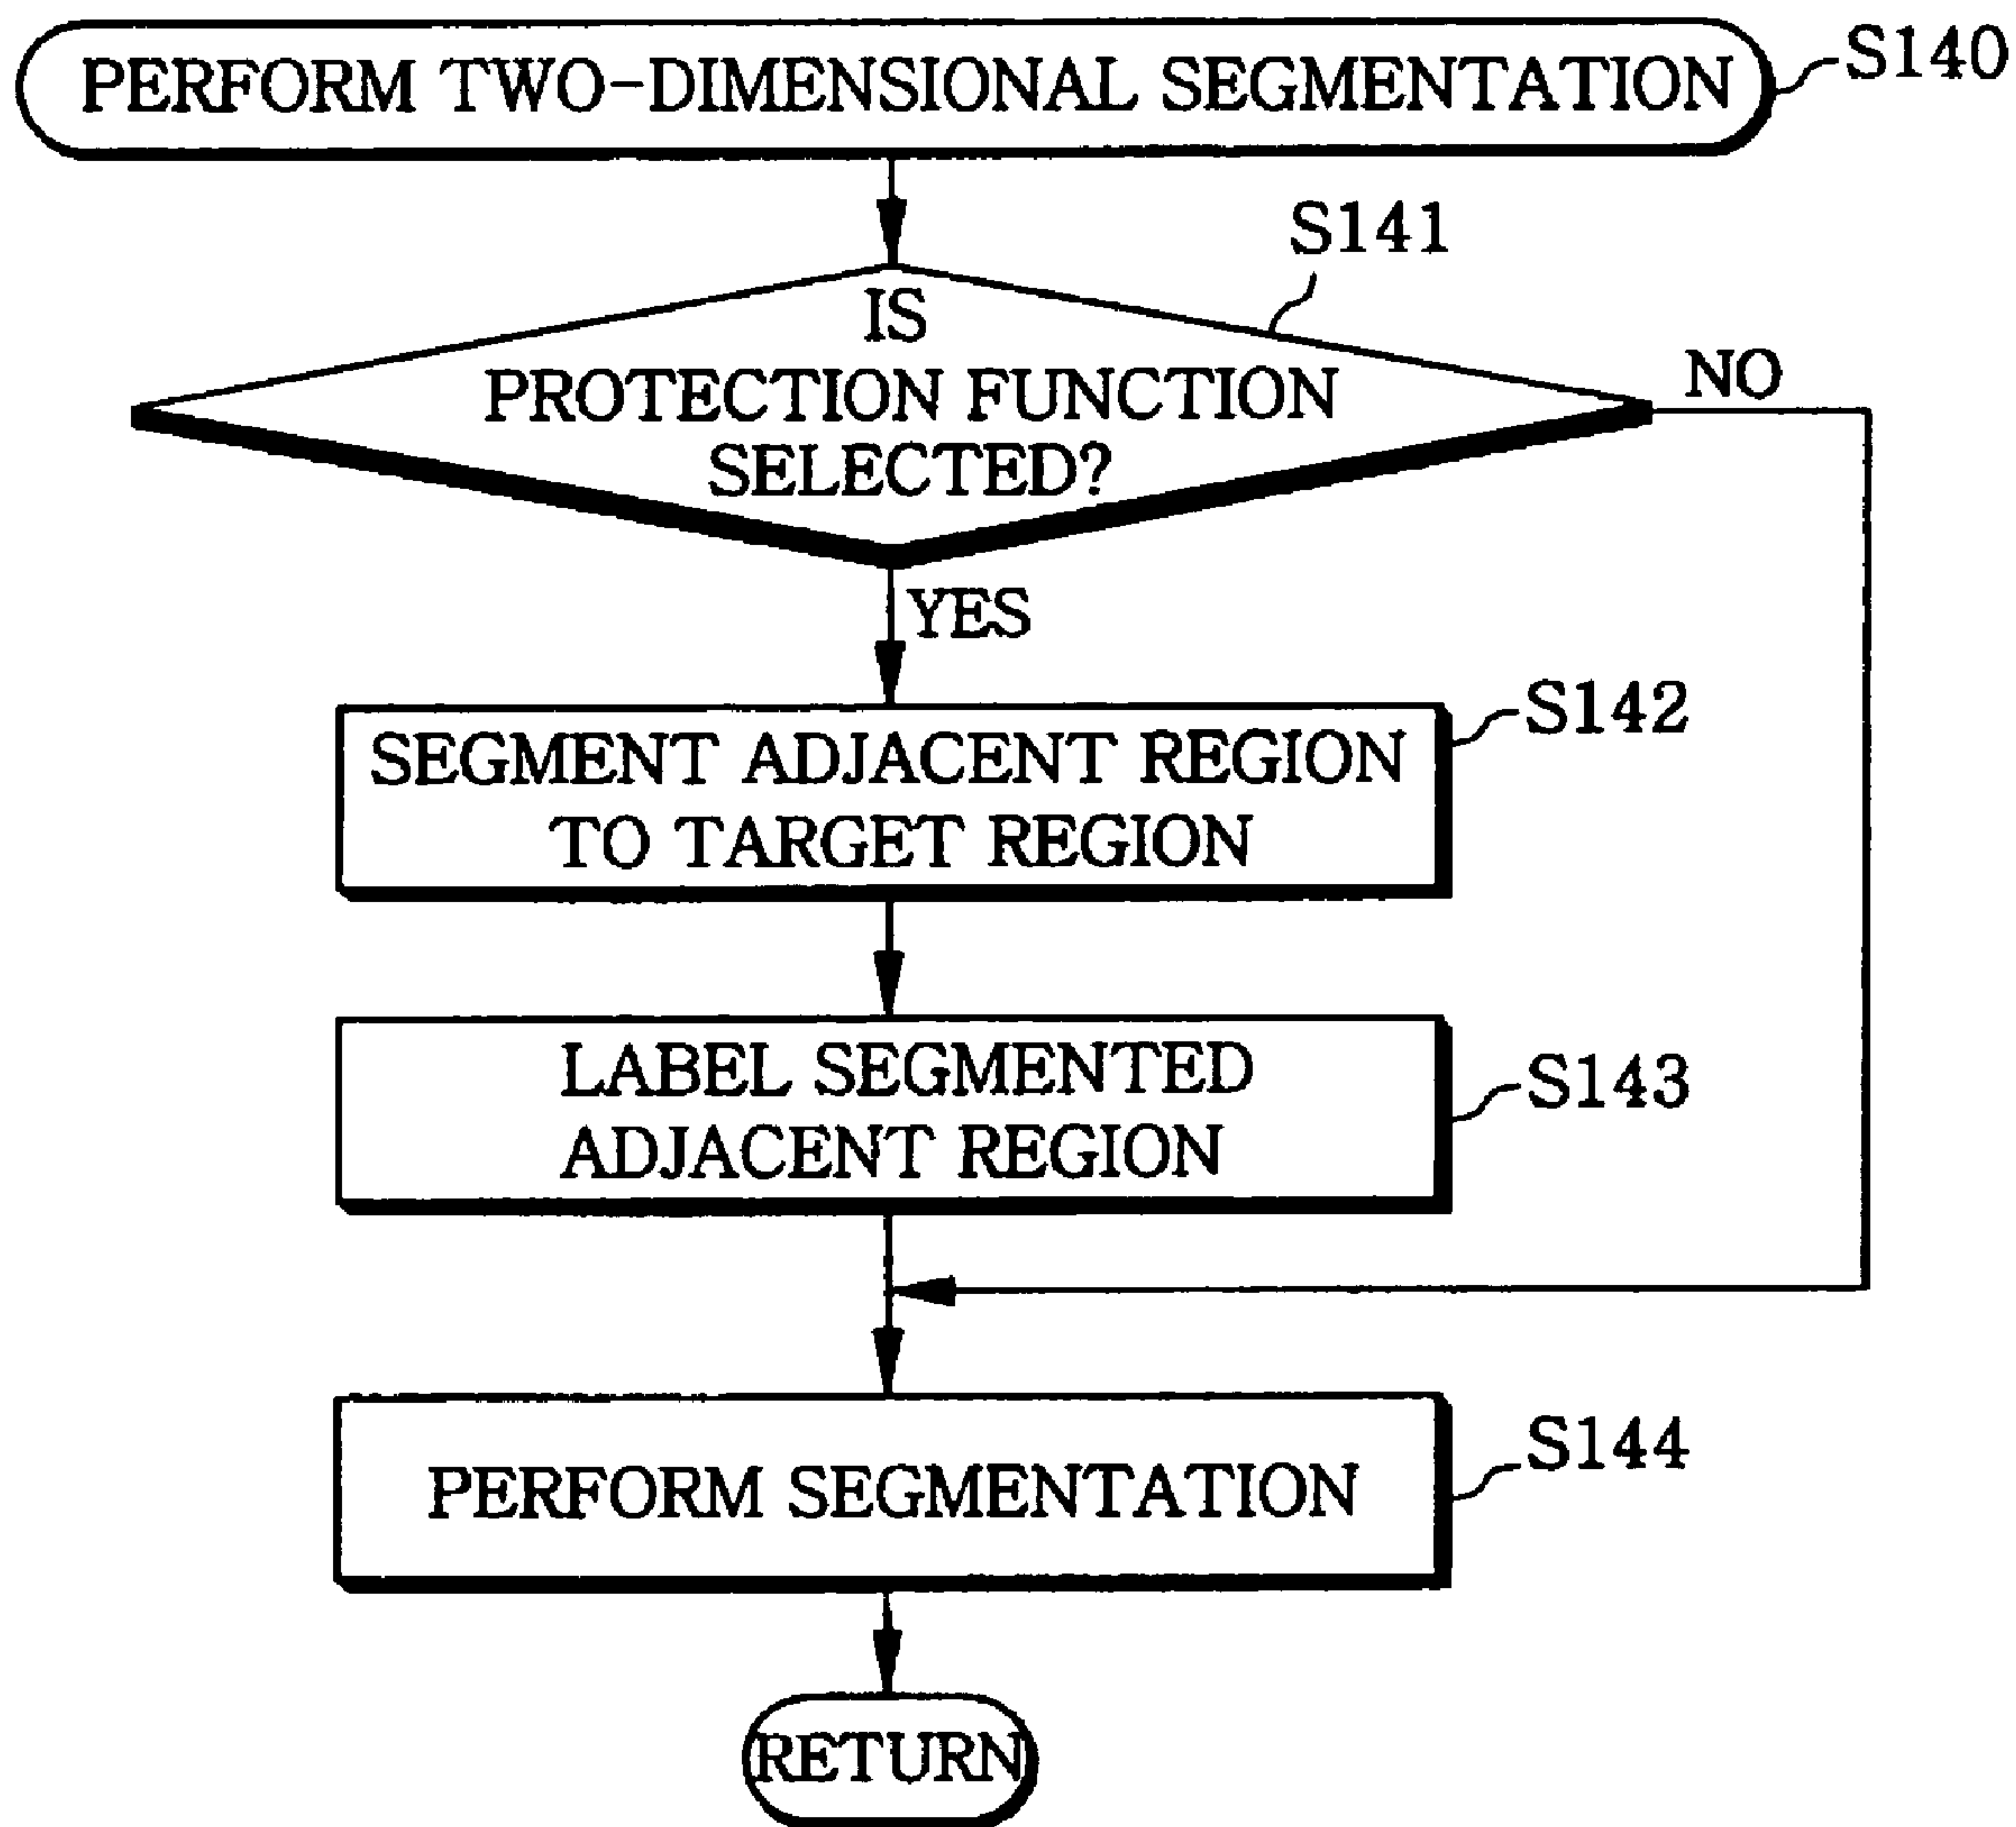 PERFORM TWO-DIMENSIONAL SEGMENTATION
S140
S141
IS
PROTECTION FUNCTION
SELECTED?
NO
YES
S142
SEGMENT ADJACENT REGION
TO TARGET REGION
S143
LABEL SEGMENTED
ADJACENT REGION
S144
PERFORM SEGMENTATION
RETURN